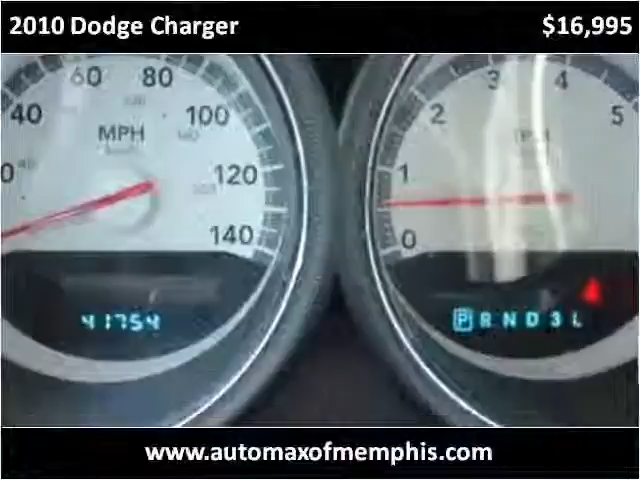 2010 Dodge Charger $16,995
60 80
40 100
MPH
120
140
41754
3 4
2 5
1
0
P R N D 3 L
www.automaxofmemphis.com